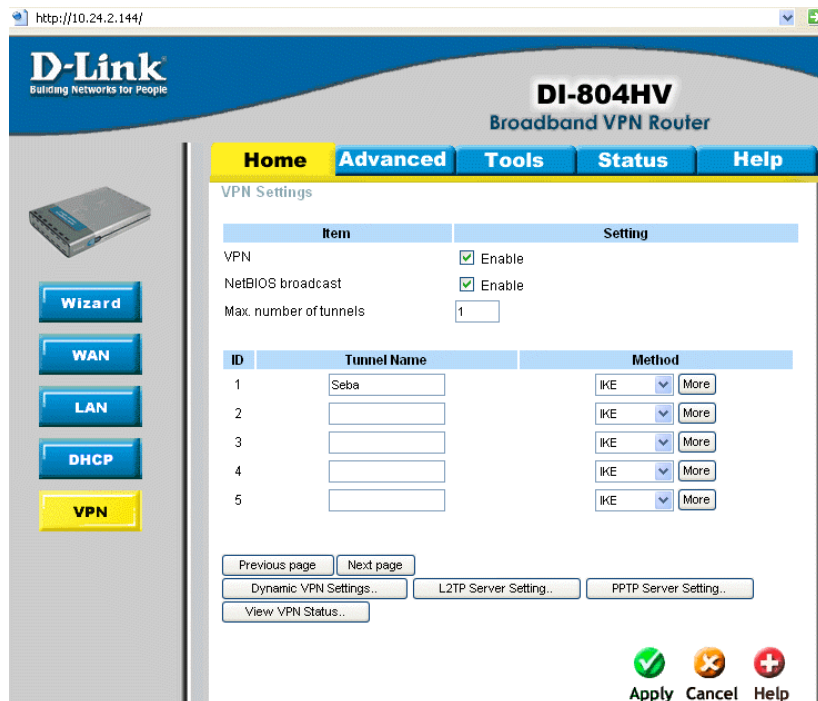 http://10.24.2.144/
D-Link
Building Networks for People
DI-804HV
Broadband VPN Router
Home Advanced Tools Status Help
VPN Settings
Item Setting
VPN Enable
NetBIOS broadcast Enable
Max. number of tunnels 1
ID Tunnel Name Method
1 Seba IKE More
2 IKE More
3 IKE More
4 IKE More
5 IKE More
Wizard
WAN
LAN
DHCP
VPN
Previous page Next page
Dynamic VPN Settings.. L2TP Server Setting.. PPTP Server Setting..
View VPN Status..
Apply Cancel Help